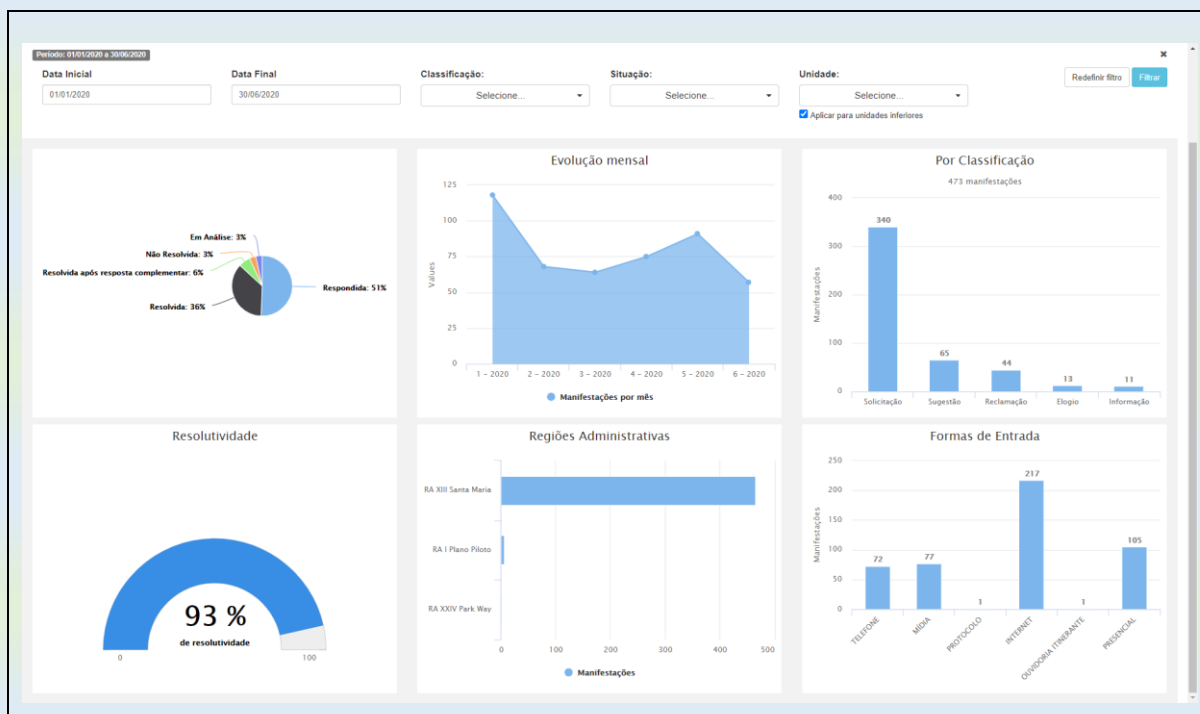 Período: 01/01/2020 a 30/06/2020
✖
Data Inicial
Data Final
Classificação:
Situação:
Unidade:
01/01/2020
30/06/2020
Selecione...
Selecione...
Selecione...
Redefinir filtro
Filtrar
Aplicar para unidades inferiores
Em Análise: 3%
Não Resolvida: 3%
Resolvida após resposta complementar: 6%
Respondida: 51%
Resolvida: 36%
Evolução mensal
Values
125
100
75
50
25
0
1 - 2020
2 - 2020
3 - 2020
4 - 2020
5 - 2020
6 - 2020
Manifestações por mês
Por Classificação
473 manifestações
Manifestações
400
300
200
100
0
340
65
44
13
11
Solicitação
Sugestão
Reclamação
Elogio
Informação
Resolutividade
93 %
de resolutividade
0
100
Regiões Administrativas
RA XIII Santa Maria
RA I Plano Piloto
RA XXIV Park Way
0
100
200
300
400
500
Manifestações
Formas de Entrada
Manifestações
250
200
150
100
50
0
72
77
1
217
1
105
TELEFONE
MÍDIA
PROTOCOLO
INTERNET
OUVIDORIA ITINERANTE
PRESENCIAL